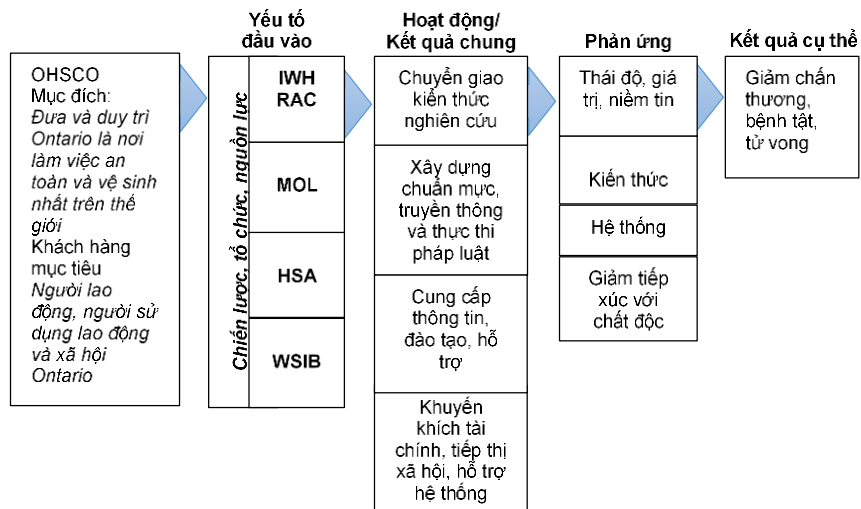 Yếu tố
đầu vào
Hoạt động/
Kết quả chung
Phản ứng
Kết quả cụ thể
OHSCO
Mục đích:
Đưa và duy trì
Ontario là nơi
làm việc an
toàn và vệ sinh
nhất trên thế
giới
Khách hàng
mục tiêu
Người lao
động, người sử
dụng lao động
và xã hội
Ontario
Chiến lược, tổ chức, nguồn lực
IWH
RAC
MOL
HSA
WSIB
Chuyển giao
kiến thức
nghiên cứu
Xây dựng
chuẩn mực,
truyền thông
và thực thi
pháp luật
Cung cấp
thông tin,
đào tạo, hỗ
trợ
Khuyến
khích tài
chính, tiếp thị
xã hội, hỗ trợ
hệ thống
Thái độ, giá
trị, niềm tin
Kiến thức
Hệ thống
Giảm tiếp
xúc với
chất độc
Giảm chấn
thương,
bệnh tật,
tử vong